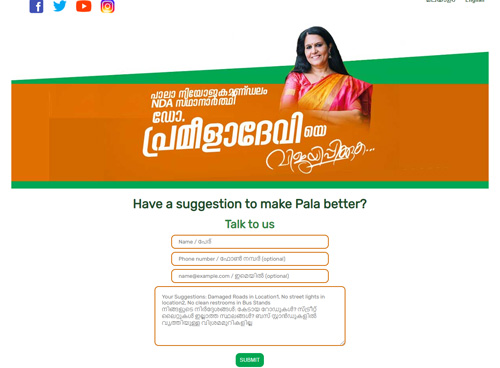 English
പാലാ നിയോജകമണ്ഡലം
NDA സ്ഥാനാർത്ഥി
ഡോ.
പ്രമീളാദേവിയെ
വിജയിപ്പിക്കുക...
Have a suggestion to make Pala better?
Talk to us
Name / പേര്
Phone number / ഫോൺ നമ്പർ (optional)
name@example.com / ഇമെയിൽ (optional)
Your Suggestions: Damaged Roads in Location1, No street lights in
location2, No clean restrooms in Bus Stands
നിങ്ങളുടെ നിർദ്ദേശങ്ങൾ: കേടായ റോഡുകൾ? സ്ട്രീറ്റ്
ലൈറ്റുകൾ ഇല്ലാത്ത സ്ഥലങ്ങൾ? ബസ് സ്റ്റാൻഡുകളിൽ
വൃത്തിയുള്ള വിശ്രമമുറികളില്ല
SUBMIT